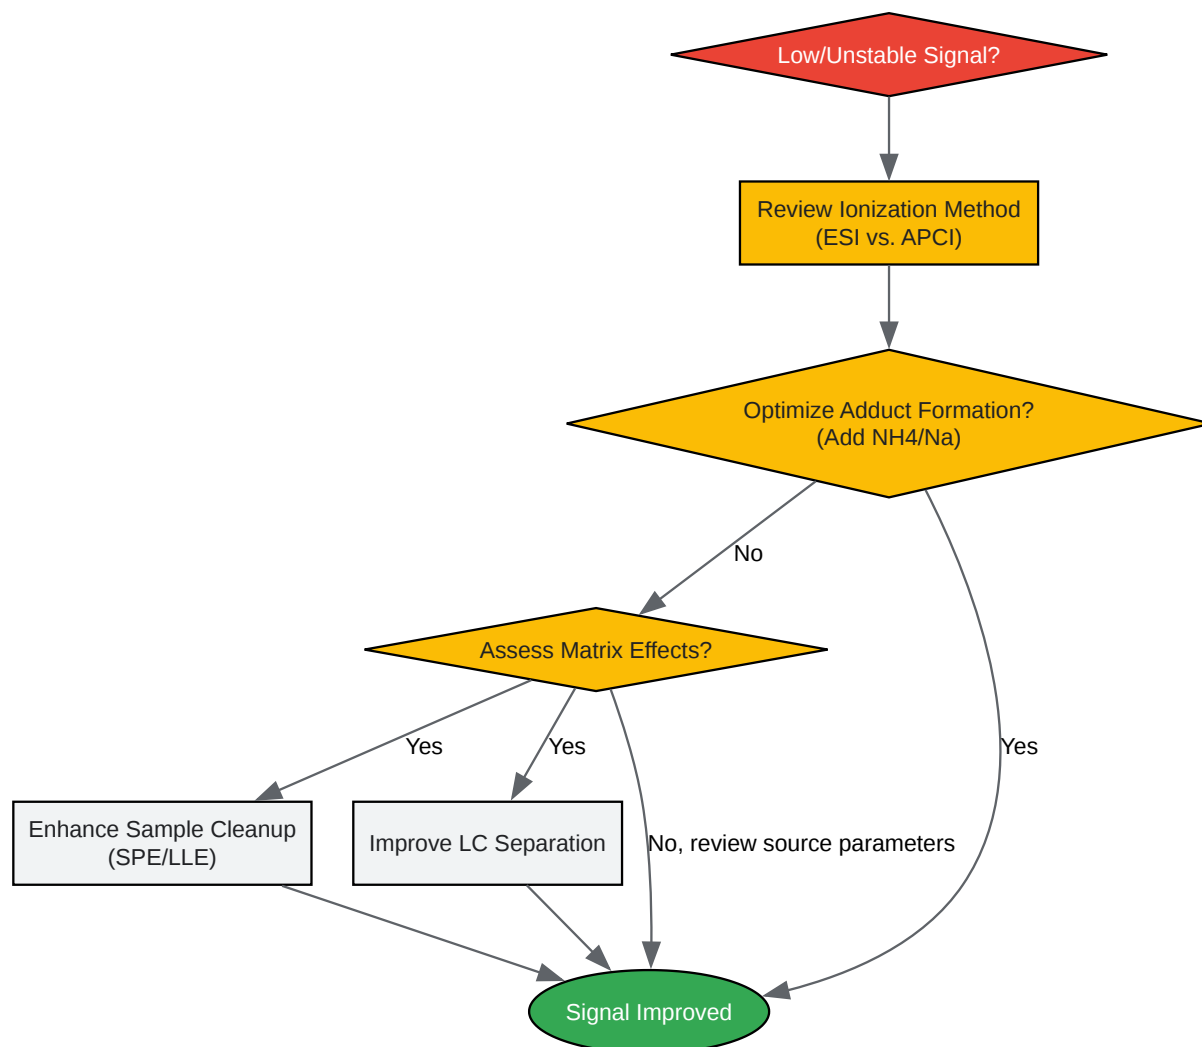 Low/Unstable Signal?
Review Ionization Method
(ESI vs. APCI)
Optimize Adduct Formation?
(Add NH4/Na)
No
Assess Matrix Effects?
Yes
Yes
Yes
Enhance Sample Cleanup
(SPE/LLE)
Improve LC Separation
No, review source parameters
Signal Improved